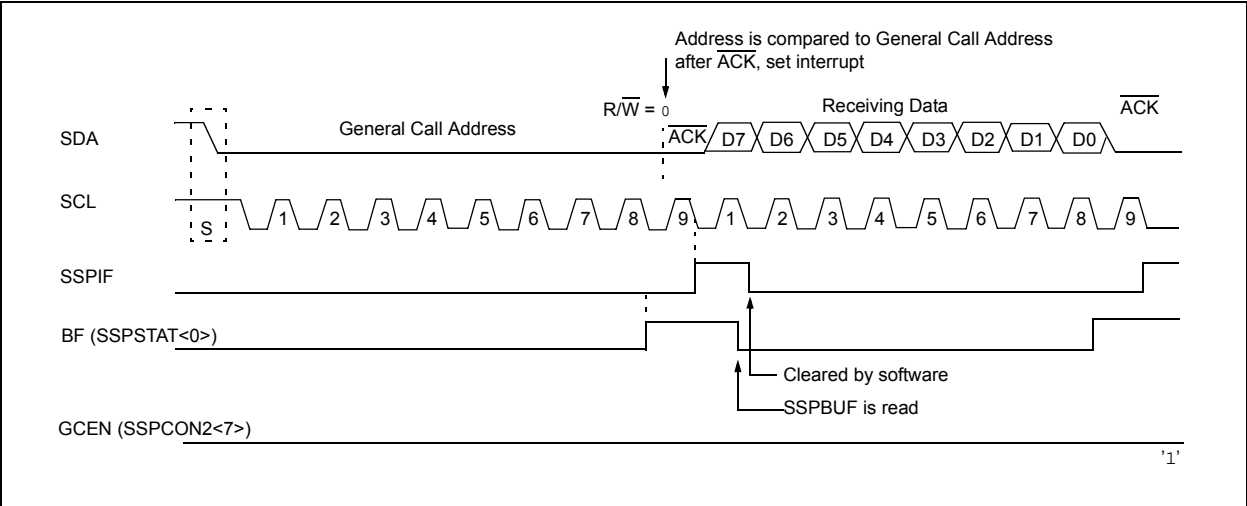 Address is compared to General Call Address
after ACK, set interrupt
R/W = 0
Receiving Data
ACK
SDA
General Call Address
ACK
D7 D6 D5 D4 D3 D2 D1 D0
SCL
S
1 2 3 4 5 6 7 8 9 1 2 3 4 5 6 7 8 9
SSPIF
BF (SSPSTAT<0>)
Cleared by software
SSPBUF is read
GCEN (SSPCON2<7>)
'1'